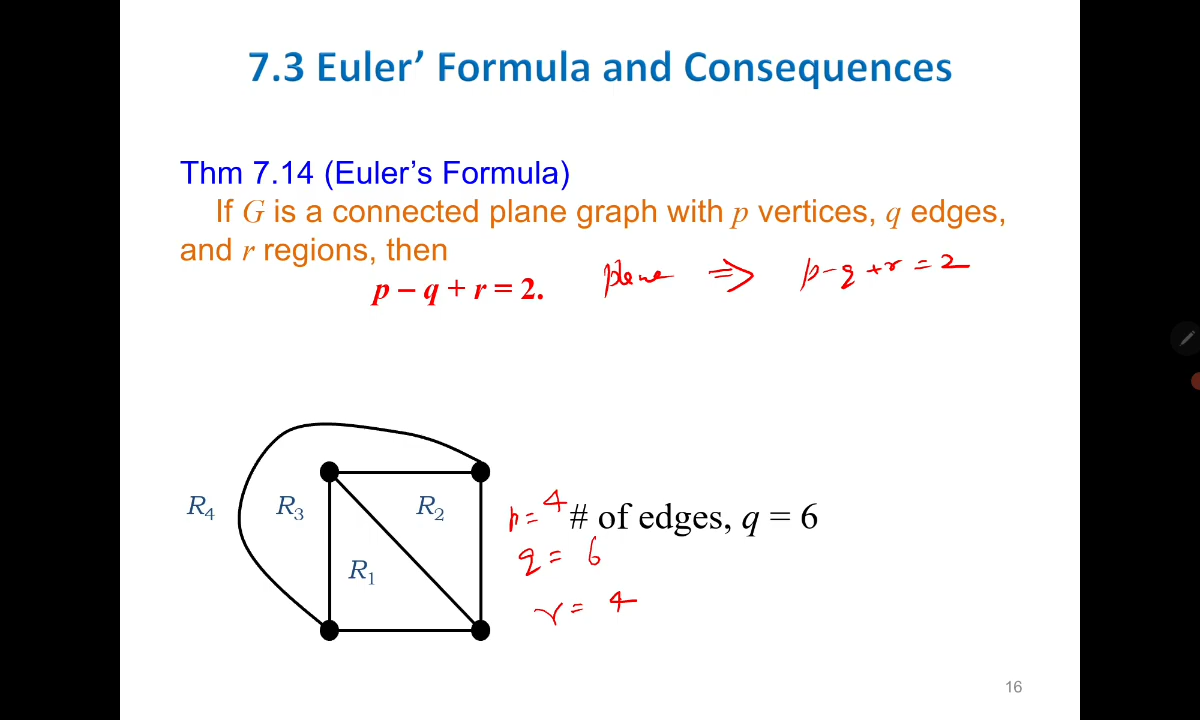 7.3 Euler’ Formula and Consequences
Thm 7.14 (Euler’s Formula)
If G is a connected plane graph with p vertices, q edges,
and r regions, then
p – q + r = 2.
plane ⇒ p-q+r=2
R4 R3 R2
R1
p=4
# of edges, q = 6
q= 6
r= 4
16